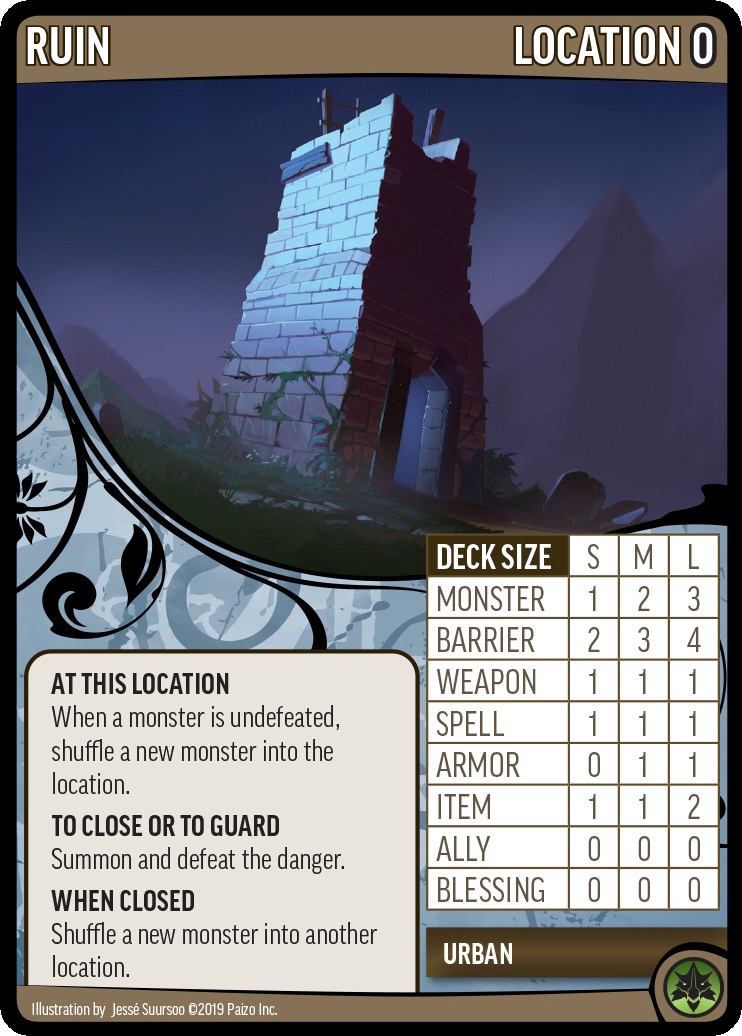 RUIN
LOCATION 0
DECK SIZE S M L
MONSTER 1 2 3
BARRIER 2 3 4
WEAPON 1 1 1
SPELL 1 1 1
ARMOR 0 1 1
ITEM 1 1 2
ALLY 0 0 0
BLESSING 0 0 0
AT THIS LOCATION
When a monster is undefeated,
shuffle a new monster into the
location.
TO CLOSE OR TO GUARD
Summon and defeat the danger.
WHEN CLOSED
Shuffle a new monster into another
location.
URBAN
Illustration by Jessé Suursoo ©2019 Paizo Inc.